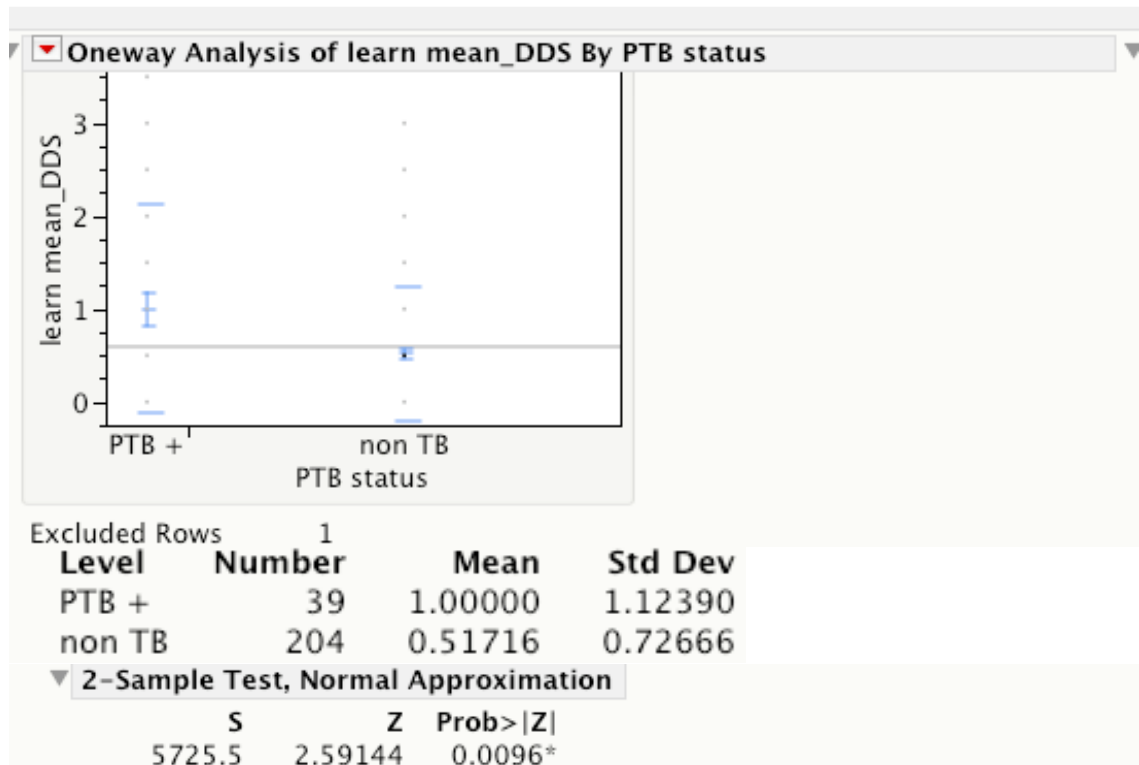 Oneway Analysis of learn mean_DDS By PTB status
learn mean_DDS
3
2
1
0
PTB + non TB
PTB status
Excluded Rows 1
Level Number Mean Std Dev
PTB + 39 1.00000 1.12390
non TB 204 0.51716 0.72666
2-Sample Test, Normal Approximation
S Z Prob>|Z|
5725.5 2.59144 0.0096*